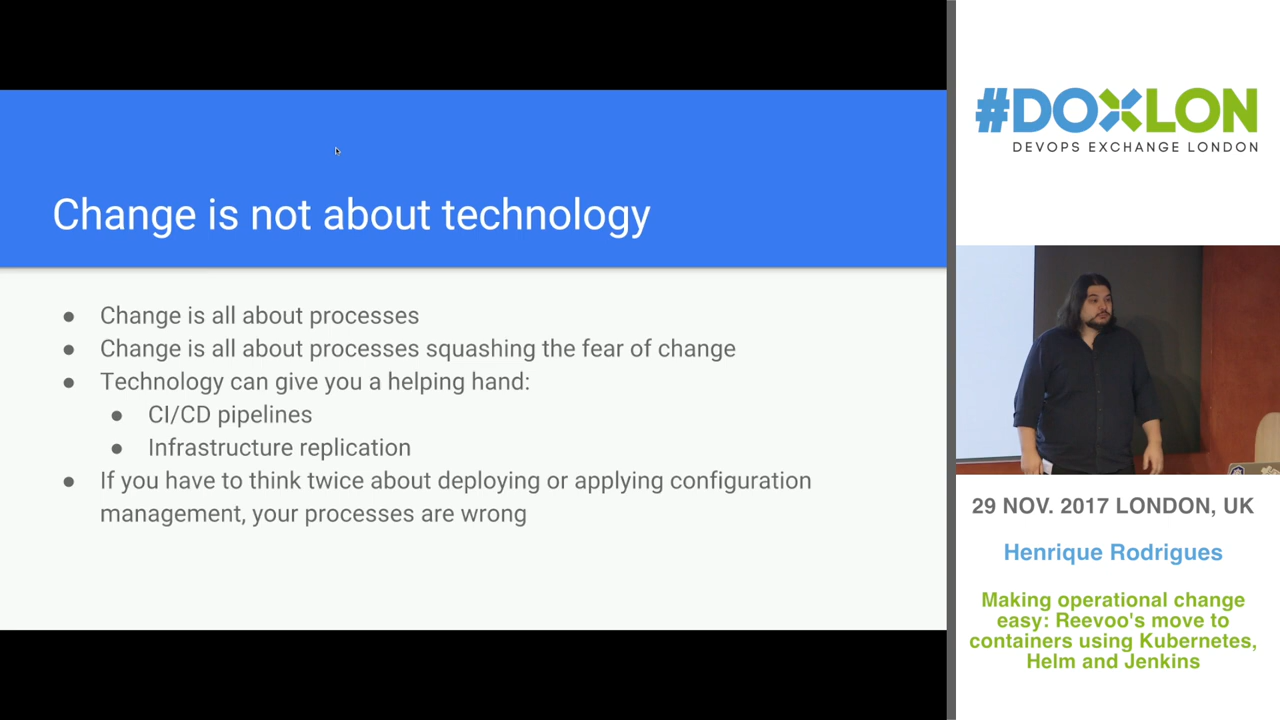 Change is not about technology
● Change is all about processes
● Change is all about processes squashing the fear of change
● Technology can give you a helping hand:
● CI/CD pipelines
● Infrastructure replication
● If you have to think twice about deploying or applying configuration
management, your processes are wrong
#DOXLON
DEVOPS EXCHANGE LONDON
29 NOV. 2017 LONDON, UK
Henrique Rodrigues
Making operational change
easy: Reevoo's move to
containers using Kubernetes,
Helm and Jenkins